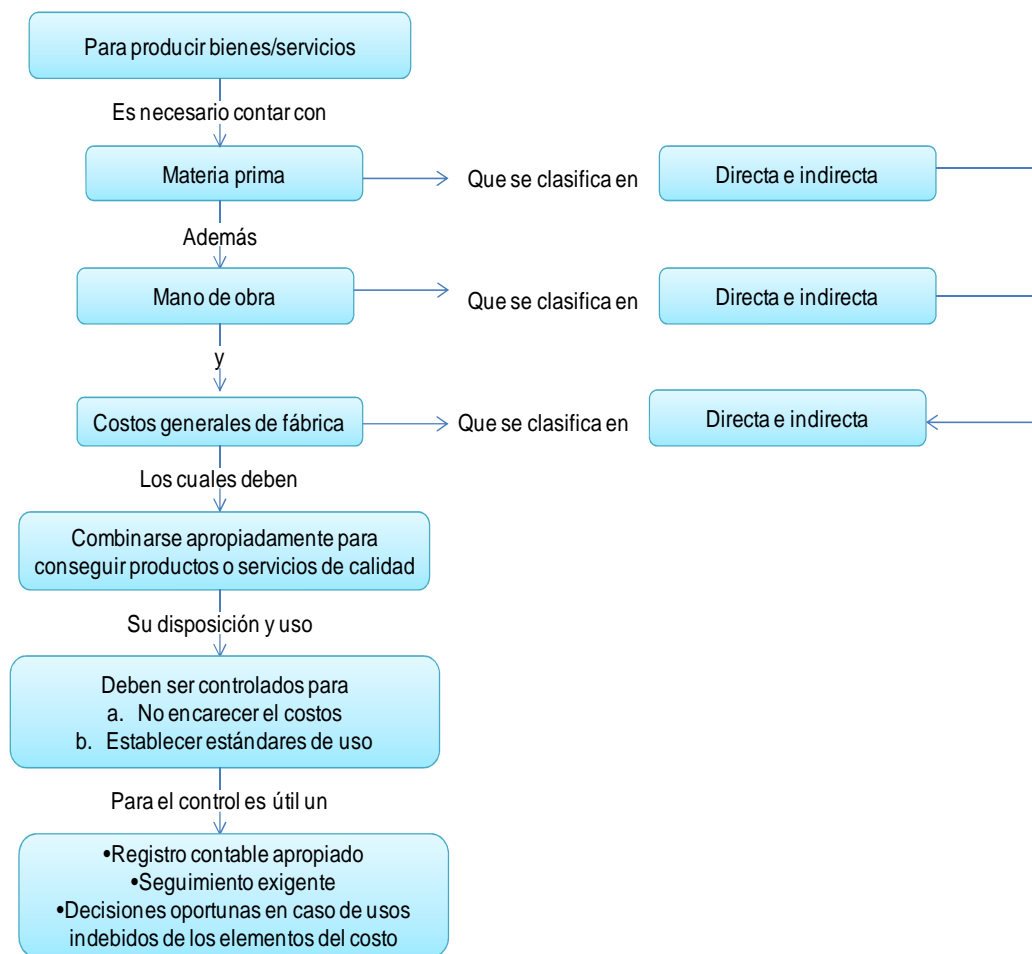 Para producir bienes/servicios
Es necesario contar con
Materia prima
Que se clasifica en
Directa e indirecta
Además
Mano de obra
Que se clasifica en
Directa e indirecta
y
Costos generales de fábrica
Que se clasifica en
Directa e indirecta
Los cuales deben
Combinarse apropiadamente para
conseguir productos o servicios de calidad
Su disposición y uso
Deben ser controlados para
a. No encarecer el costos
b. Establecer estándares de uso
Para el control es útil un
•Registro contable apropiado
•Seguimiento exigente
•Decisiones oportunas en caso de usos
indebidos de los elementos del costo